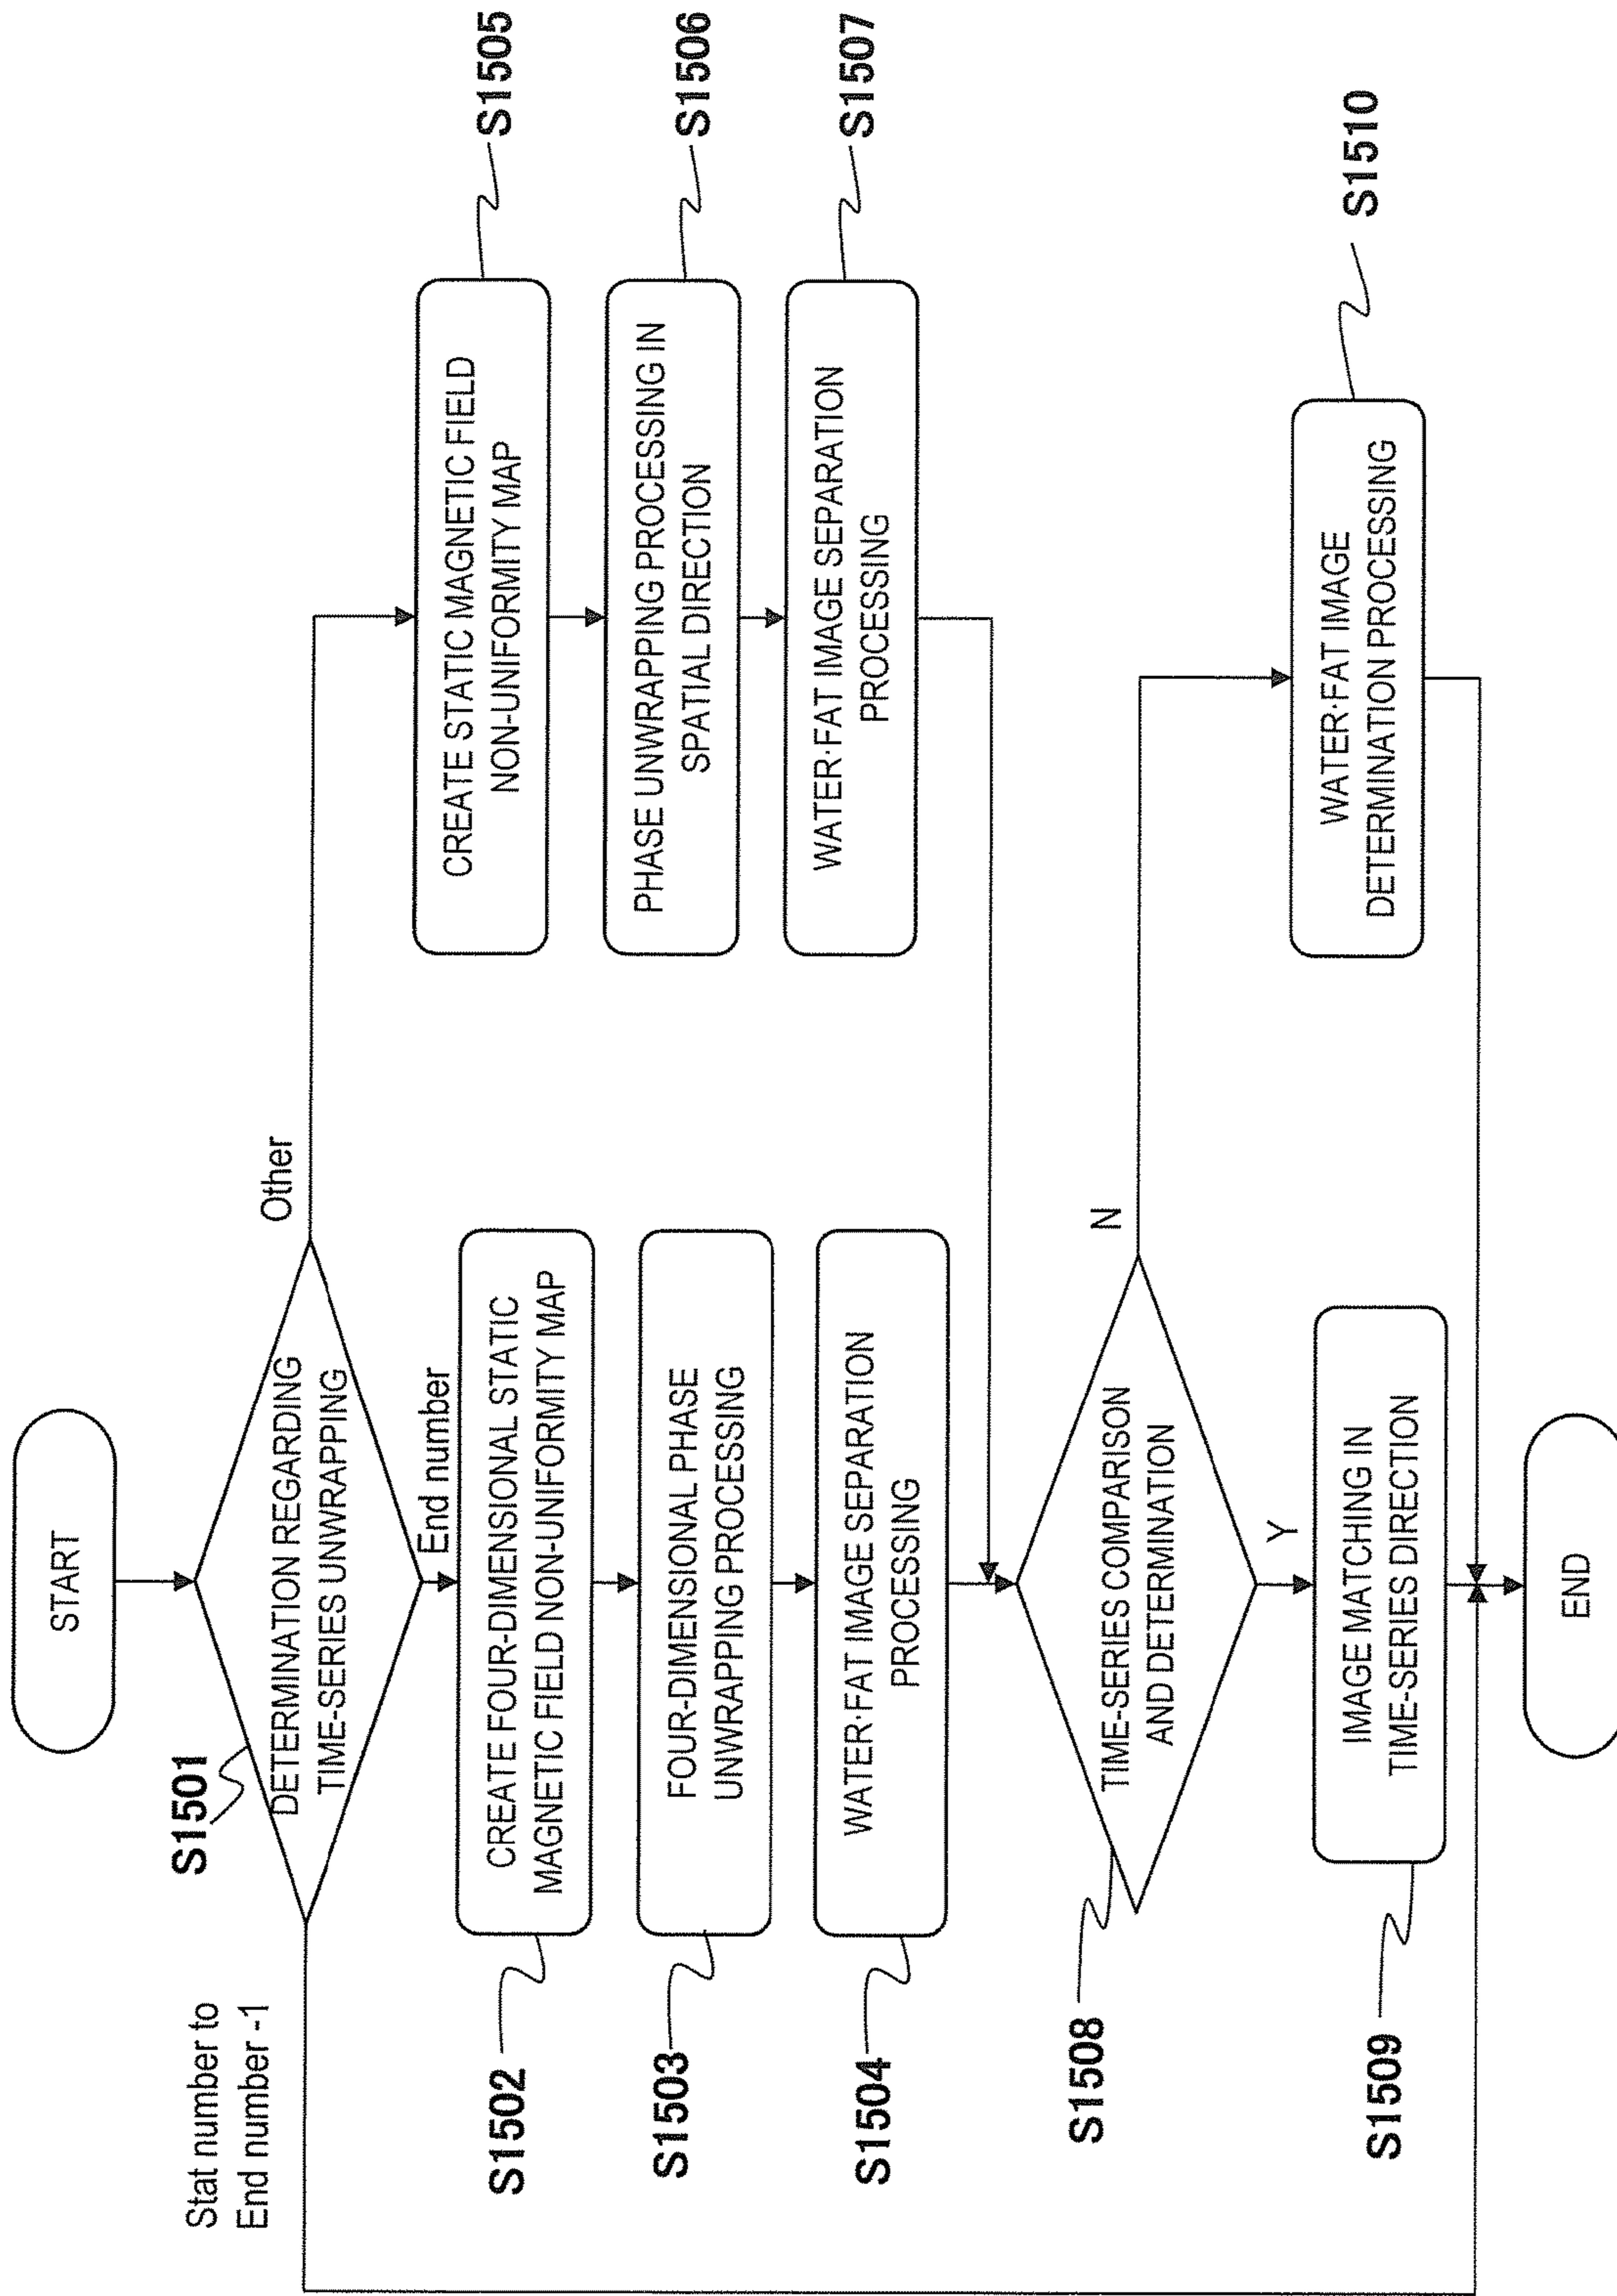 START
S1501
DETERMINATION REGARDING
TIME-SERIES UNWRAPPING
Stat number to
End number -1
Other
End number
S1502
CREATE FOUR-DIMENSIONAL STATIC
MAGNETIC FIELD NON-UNIFORMITY MAP
S1503
FOUR-DIMENSIONAL PHASE
UNWRAPPING PROCESSING
S1504
WATER·FAT IMAGE SEPARATION
PROCESSING
CREATE STATIC MAGNETIC FIELD
NON-UNIFORMITY MAP
S1505
PHASE UNWRAPPING PROCESSING IN
SPATIAL DIRECTION
S1506
WATER·FAT IMAGE SEPARATION
PROCESSING
S1507
S1508
TIME-SERIES COMPARISON
AND DETERMINATION
N
Y
S1509
IMAGE MATCHING IN
TIME-SERIES DIRECTION
WATER·FAT IMAGE
DETERMINATION PROCESSING
S1510
END